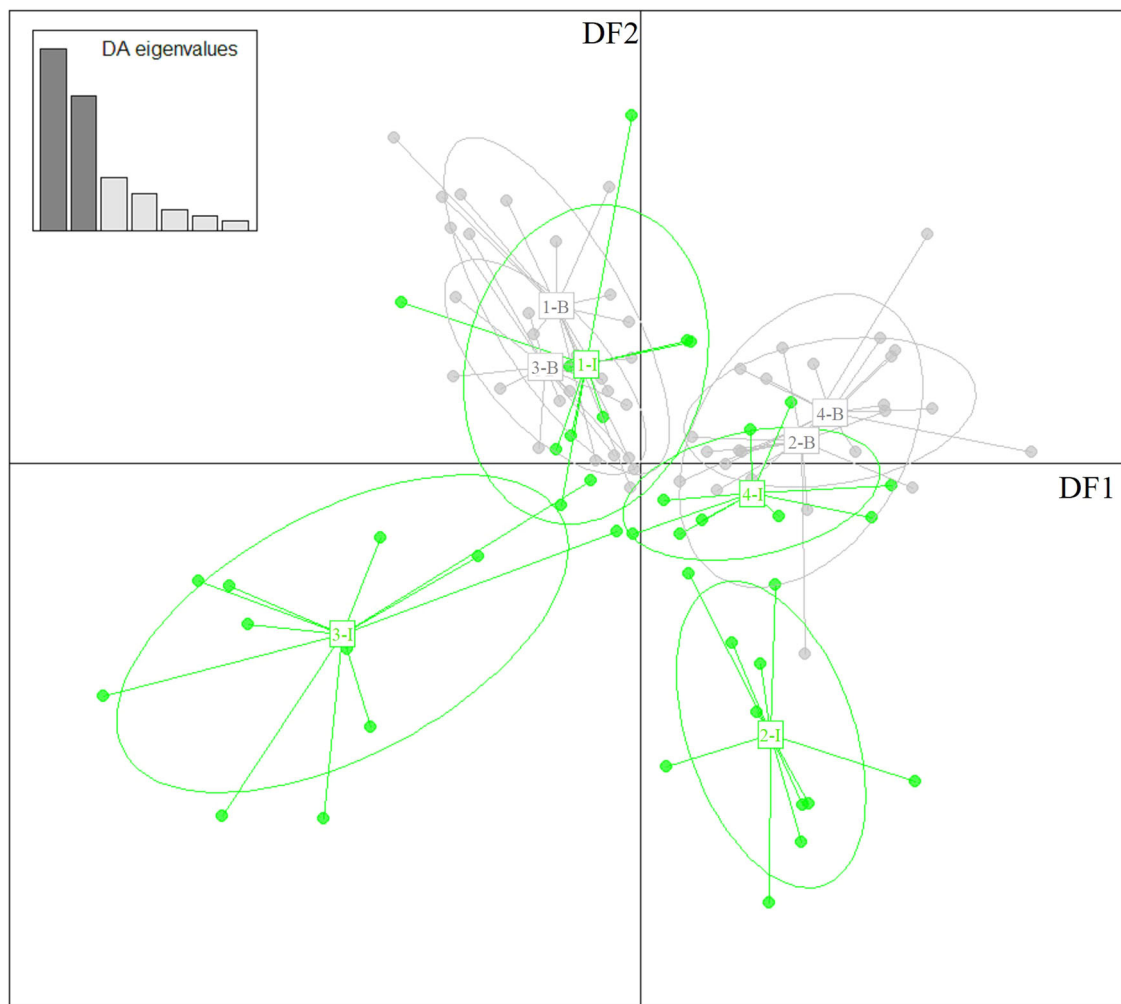 DF2
DA eigenvalues
1-B
1-I
3-B
4-B
2-B
DF1
4-I
3-I
2-I